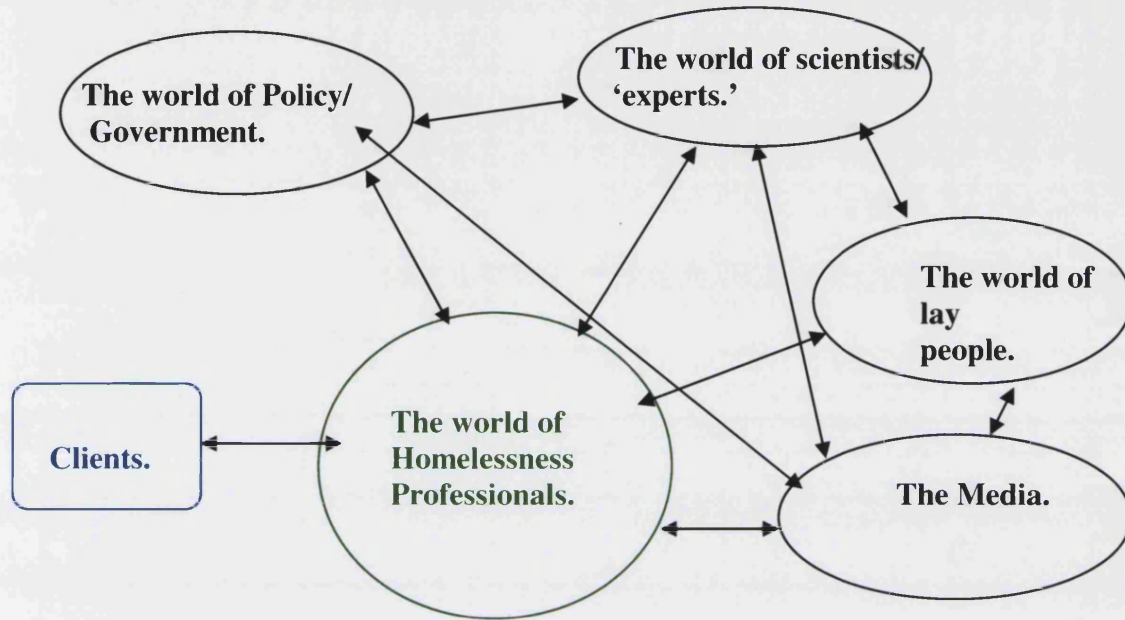 The world of Policy/
Government.
The world of scientists/
‘experts.’
The world of
lay
people.
Clients.
The world of
Homelessness
Professionals.
The Media.